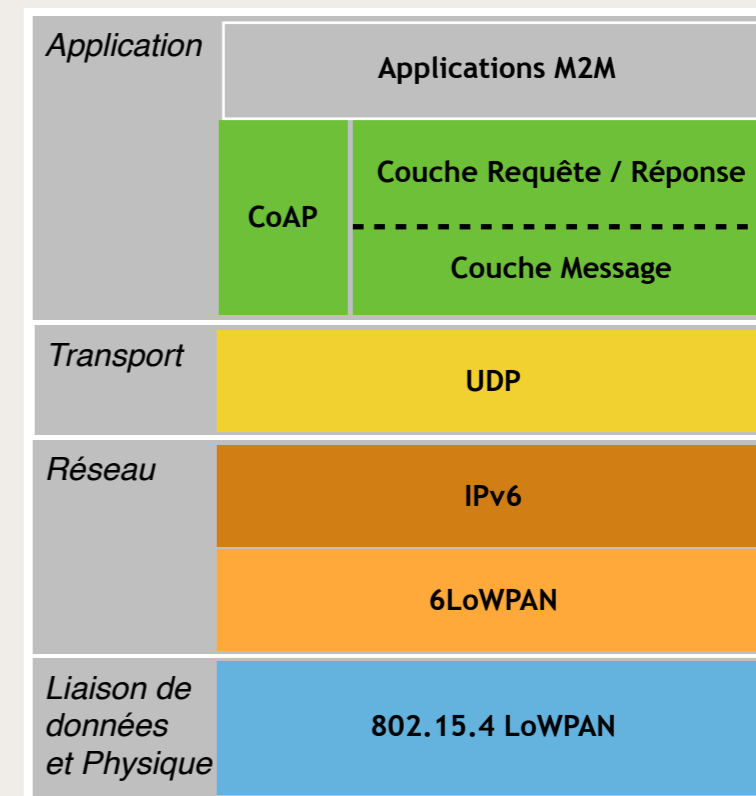 Application
Applications M2M
CoAP
Couche Requête / Réponse
Couche Message
Transport
UDP
Réseau
IPv6
6LoWPAN
Liaison de
données
et Physique
802.15.4 LoWPAN